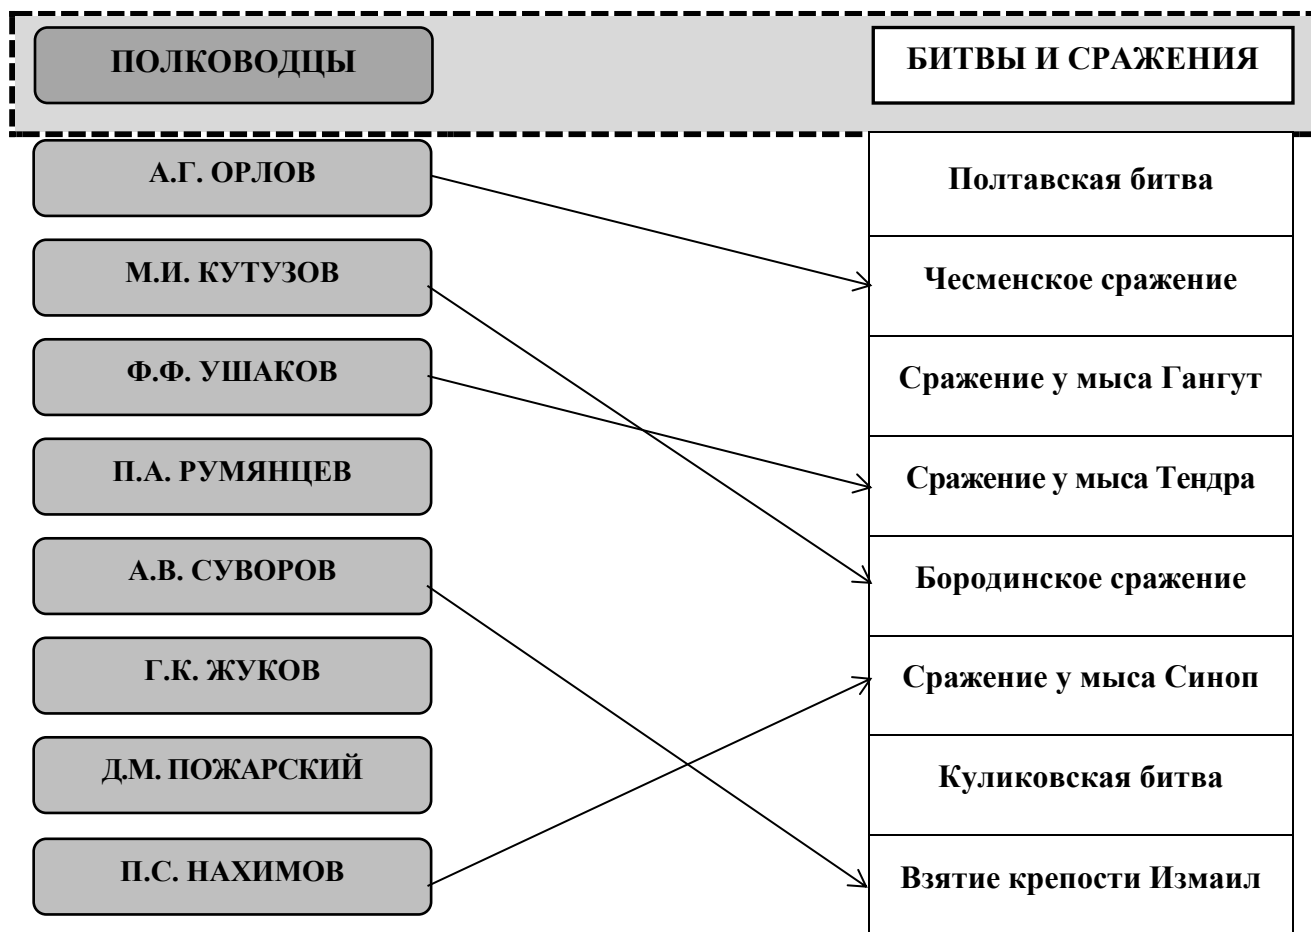 ПОЛКОВОДЦЫ
БИТВЫ И СРАЖЕНИЯ
А.Г. ОРЛОВ
Полтавская битва
М.И. КУТУЗОВ
Чесменское сражение
Ф.Ф. УШАКОВ
Сражение у мыса Гангут
П.А. РУМЯНЦЕВ
Сражение у мыса Тендра
А.В. СУВОРОВ
Бородинское сражение
Г.К. ЖУКОВ
Сражение у мыса Синоп
Д.М. ПОЖАРСКИЙ
Куликовская битва
П.С. НАХИМОВ
Взятие крепости Измаил